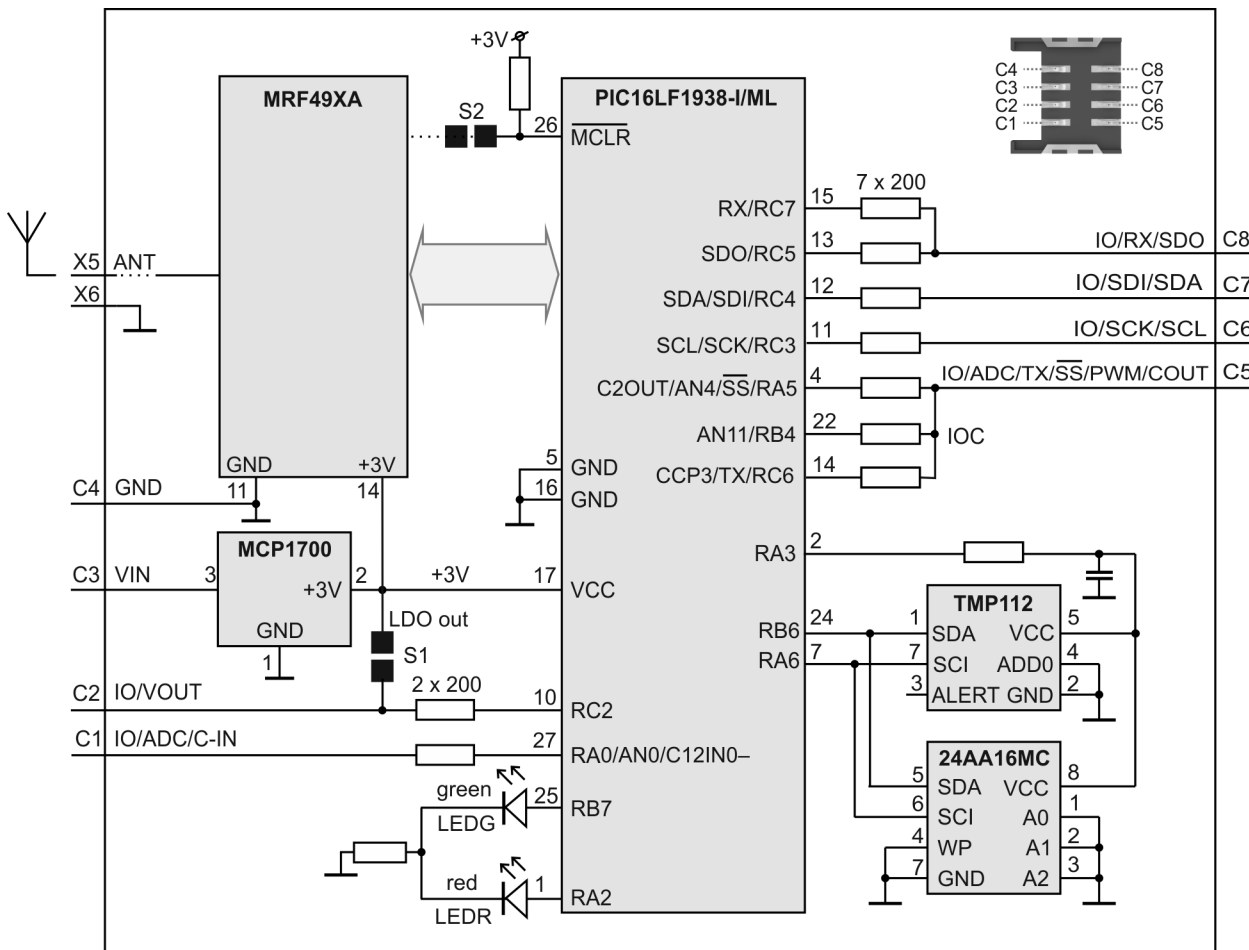 +3V
MRF49XA
S2
26
PIC16LF1938-I/ML
MCLR
C4
C3
C2
C1
C8
C7
C6
C5
7 x 200
RX/RC7 15
SDO/RC5 13
IO/RX/SDO C8
SDA/SDI/RC4 12
IO/SDI/SDA C7
SCL/SCK/RC3 11
IO/SCK/SCL C6
C2OUT/AN4/SS/RA5 4
IO/ADC/TX/SS/PWM/COUT C5
AN11/RB4 22
IOC
CCP3/TX/RC6 14
X5 ANT
X6
GND
+3V
11
14
C4 GND
5 GND
16 GND
MCP1700
C3 VIN
3
+3V
2
+3V
17 VCC
GND
1
LDO out
S1
C2 IO/VOUT
2 x 200
10 RC2
C1 IO/ADC/C-IN
27 RA0/AN0/C12IN0–
green
LEDG
25 RB7
red
LEDR
1 RA2
RA3 2
RB6 24
RA6 7
TMP112
1 SDA VCC 5
7 SCI ADD0 4
3 ALERT GND 2
24AA16MC
5 SDA VCC 8
6 SCI A0 1
4 WP A1 2
7 GND A2 3